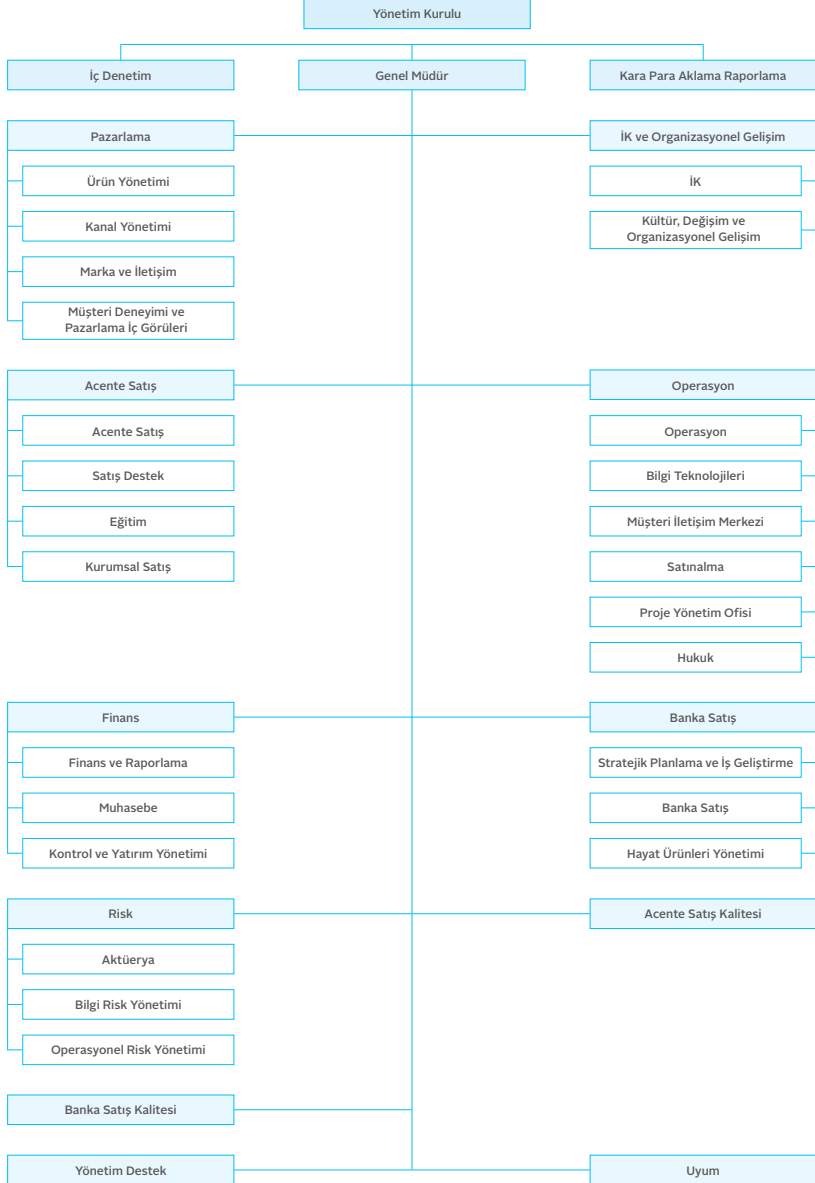 Yönetim Kurulu
İç Denetim
Genel Müdür
Kara Para Aklama Raporlama
Pazarlama
Ürün Yönetimi
Kanal Yönetimi
Marka ve İletişim
Müşteri Deneyimi ve
Pazarlama İç Görüleri
İK ve Organizasyonel Gelişim
İK
Kültür, Değişim ve
Organizasyonel Gelişim
Acente Satış
Acente Satış
Satış Destek
Eğitim
Kurumsal Satış
Operasyon
Operasyon
Bilgi Teknolojileri
Müşteri İletişim Merkezi
Satınalma
Proje Yönetim Ofisi
Hukuk
Finans
Finans ve Raporlama
Muhasebe
Kontrol ve Yatırım Yönetimi
Banka Satış
Stratejik Planlama ve İş Geliştirme
Banka Satış
Hayat Ürünleri Yönetimi
Risk
Aktüerya
Bilgi Risk Yönetimi
Operasyonel Risk Yönetimi
Acente Satış Kalitesi
Banka Satış Kalitesi
Yönetim Destek
Uyum